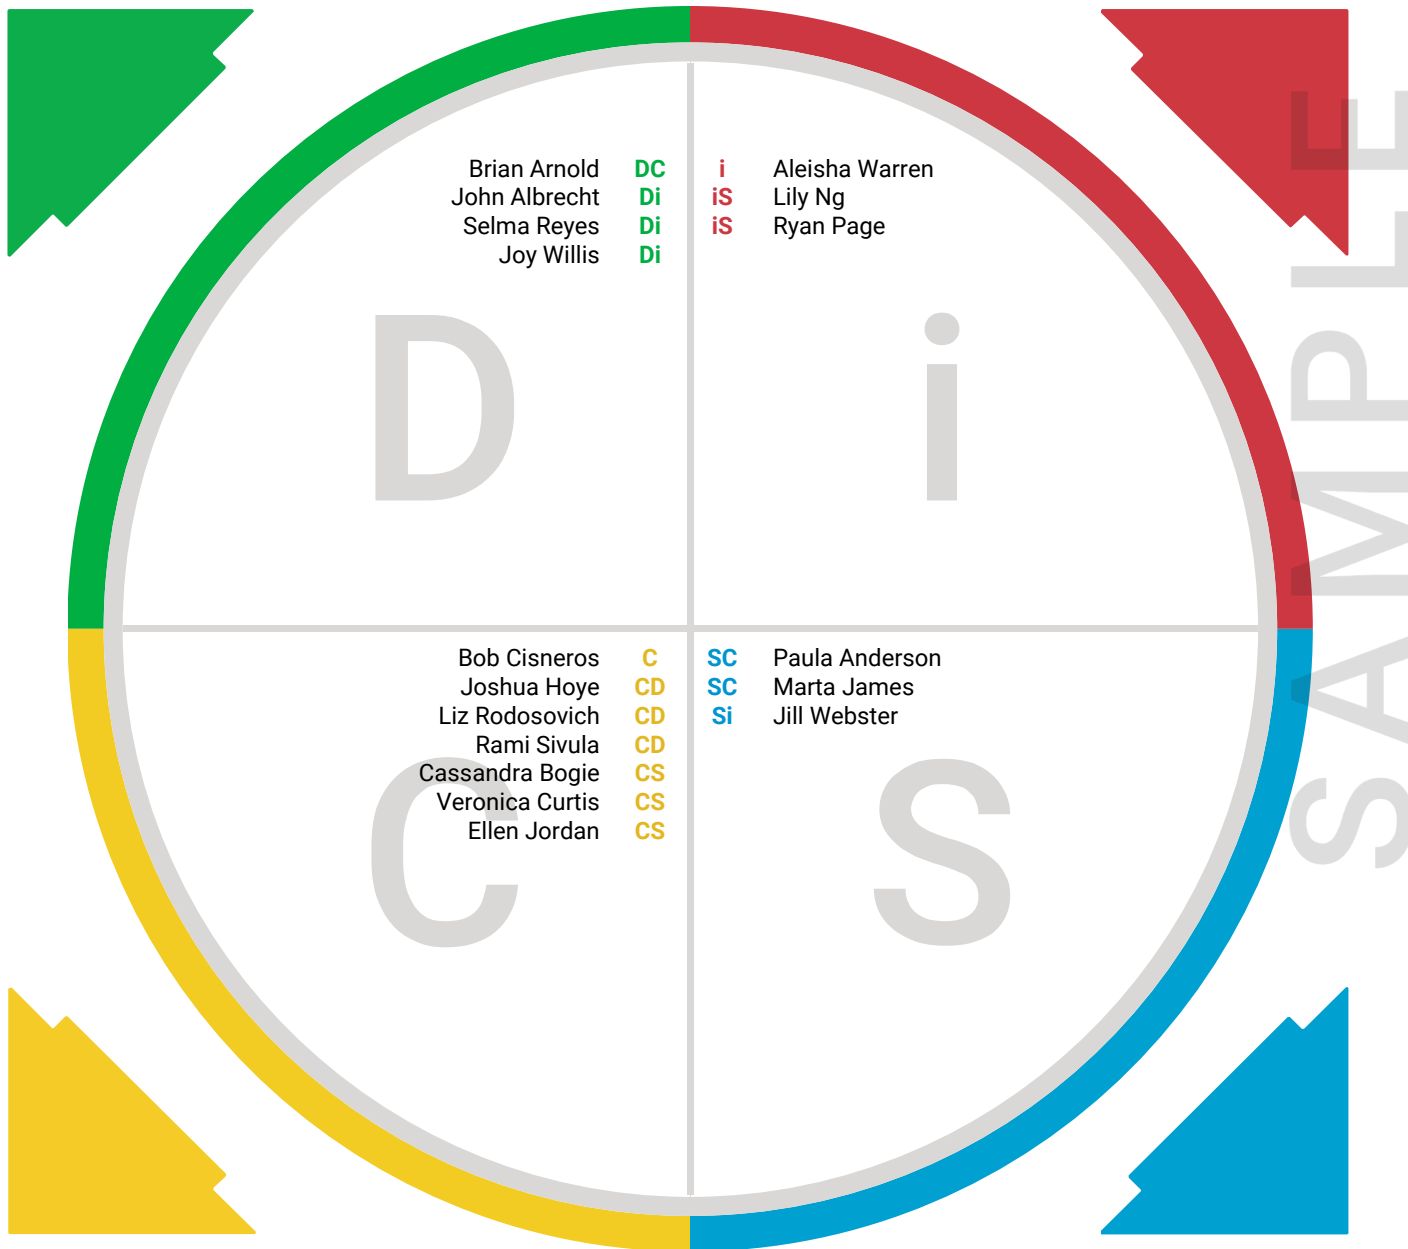 Brian Arnold DC i Aleisha Warren
John Albrecht Di iS Lily Ng
Selma Reyes Di iS Ryan Page
Joy Willis Di
D i
Bob Cisneros C SC Paula Anderson
Joshua Hoye CD SC Marta James
Liz Rodosovich CD Si Jill Webster
Rami Sivula CD
Cassandra Bogie CS
Veronica Curtis CS
Ellen Jordan CS
C S
SAMPLE